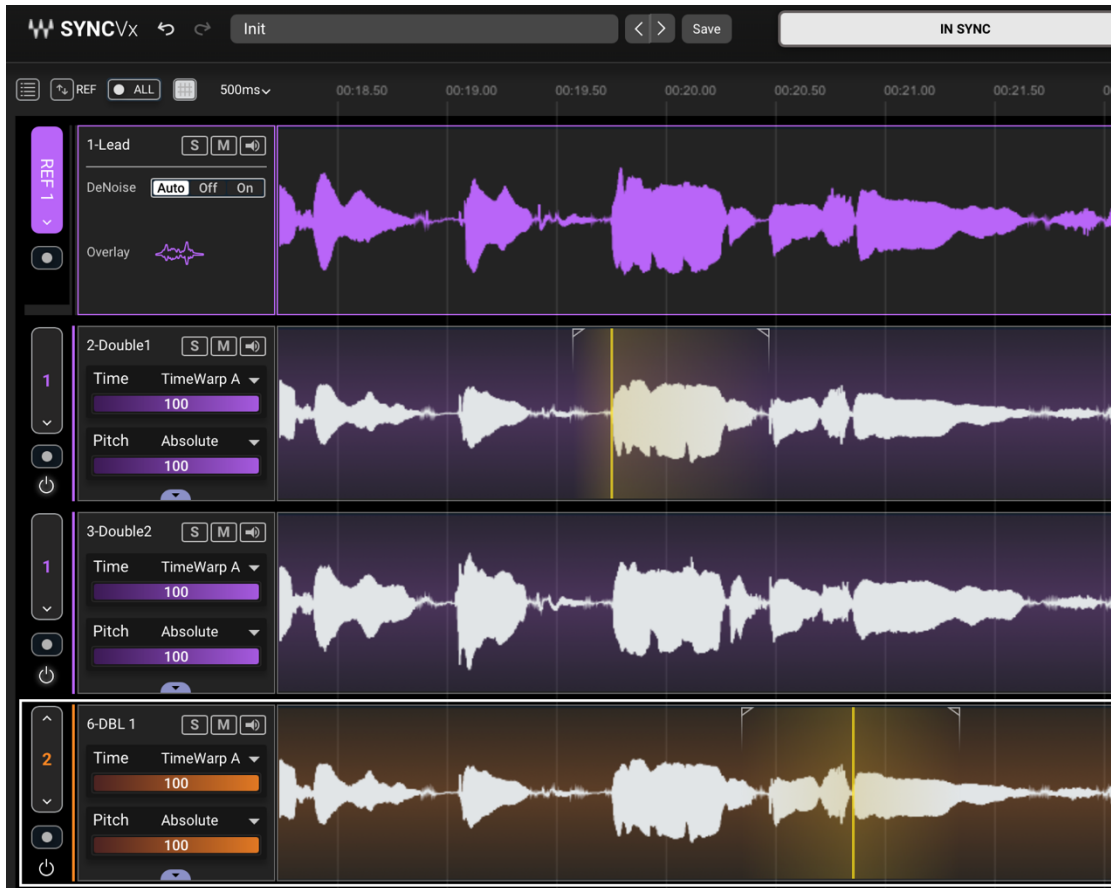 SYNCVx Init Save IN SYNC
REF ALL 500ms 00:18.50 00:19.00 00:19.50 00:20.00 00:20.50 00:21.00 00:21.50
REF 1
1-Lead S M
DeNoise Auto Off On
Overlay
1
2-Double1 S M
Time TimeWarp A
100
Pitch Absolute
100
1
3-Double2 S M
Time TimeWarp A
100
Pitch Absolute
100
2
6-DBL 1 S M
Time TimeWarp A
100
Pitch Absolute
100